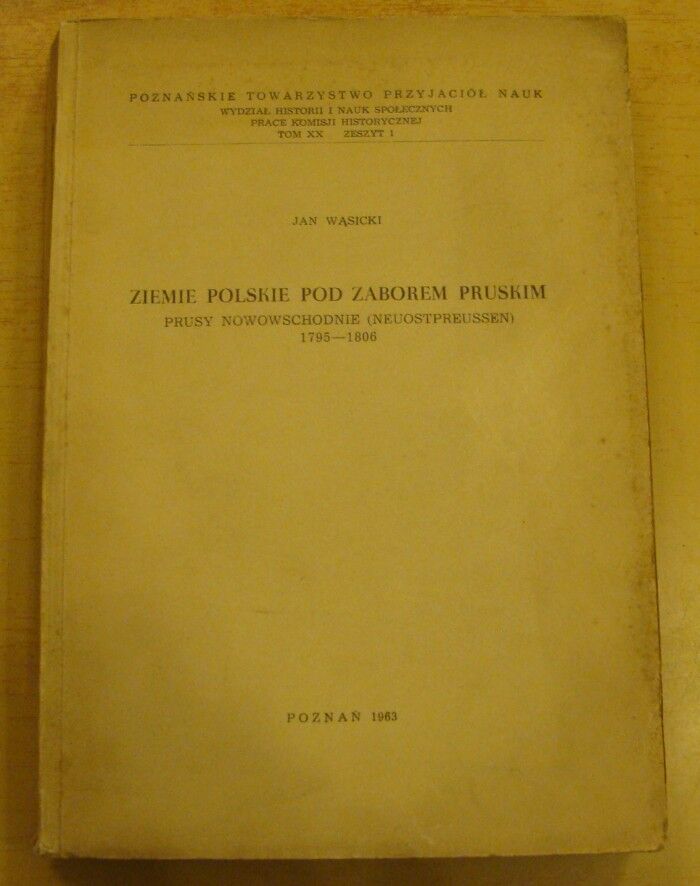 POZNAŃSKIE TOWARZYSTWO PRZYJACIÓŁ NAUK
WYDZIAŁ HISTORII I NAUK SPOŁECZNYCH
PRACE KOMISJI HISTORYCZNEJ
TOM XX ZESZYT 1
JAN WĄSICKI
ZIEMIE POLSKIE POD ZABOREM PRUSKIM
PRUSY NOWOWSCHODNIE (NEUOSTPREUSSEN)
1795—1806
POZNAŃ 1963